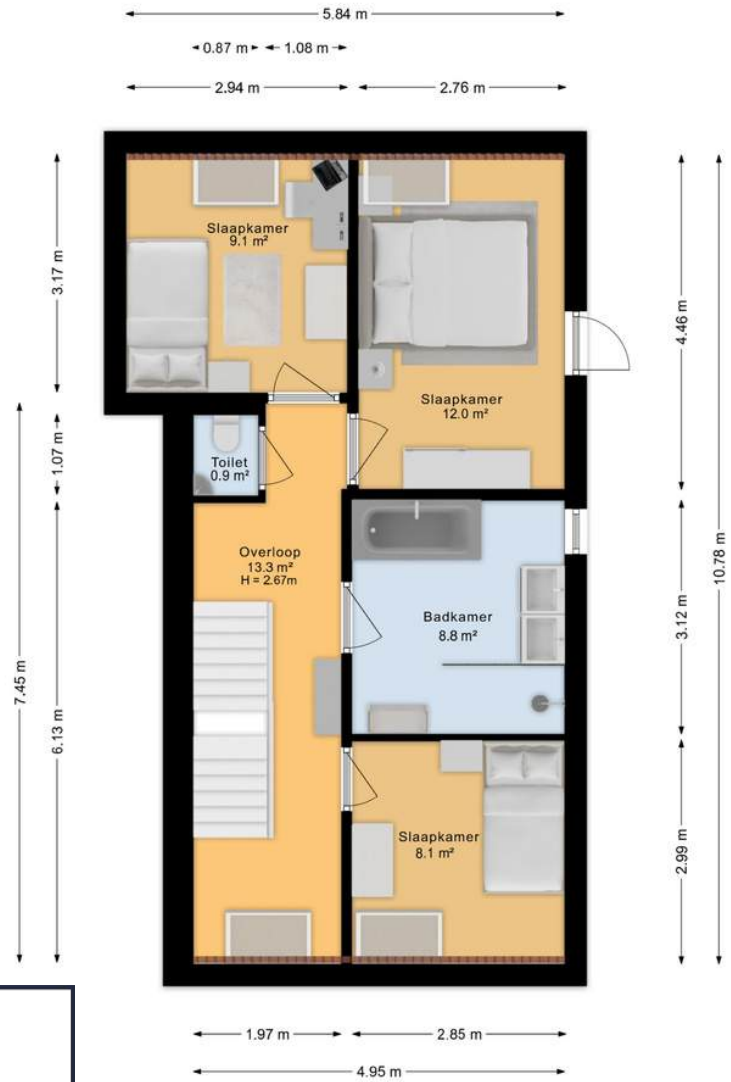 5.84 m
0.87 m
1.08 m
2.94 m
2.76 m
3.17 m
4.46 m
Slaapkamer
9.1 m²
Slaapkamer
12.0 m²
1.07 m
Toilet
0.9 m²
10.78 m
Overloop
13.3 m²
H = 2.67m
Badkamer
8.8 m²
3.12 m
7.45 m
6.13 m
Slaapkamer
8.1 m²
2.99 m
1.97 m
2.85 m
4.95 m